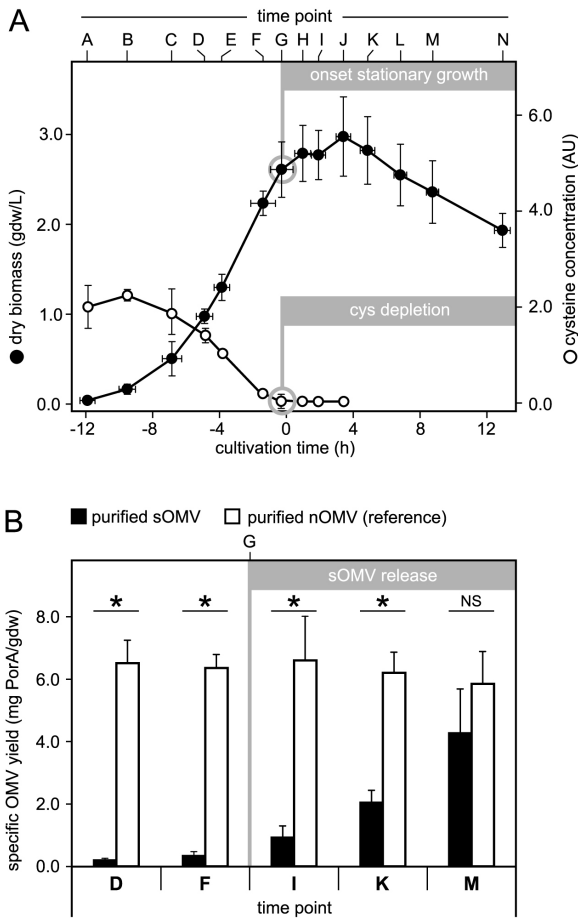 A
time point
A B C D E F G H I J K L M N
onset stationary growth
cys depletion
dry biomass (gdw/L)
3.0
2.0
1.0
0.0
6.0
4.0
2.0
0.0
cysteine concentration (AU)
-12 -8 -4 0 4 8 12
cultivation time (h)
B
purified sOMV purified nOMV (reference)
G
sOMV release
* * * * NS
specific OMV yield (mg PorA/gdw)
8.0
6.0
4.0
2.0
0.0
D F I K M
time point